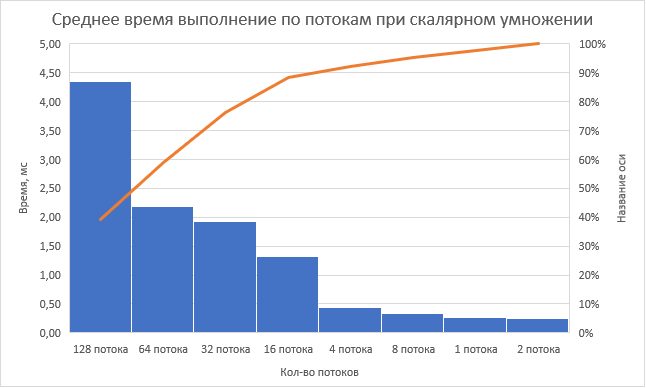 Среднее время выполнение по потокам при скалярном умножении
5,00
4,50
4,00
3,50
3,00
2,50
2,00
1,50
1,00
0,50
0,00
Время, мс
100%
90%
80%
70%
60%
50%
40%
30%
20%
10%
0%
Название оси
128 потока
64 потока
32 потока
16 потока
4 потока
8 потока
1 потока
2 потока
Кол-во потоков